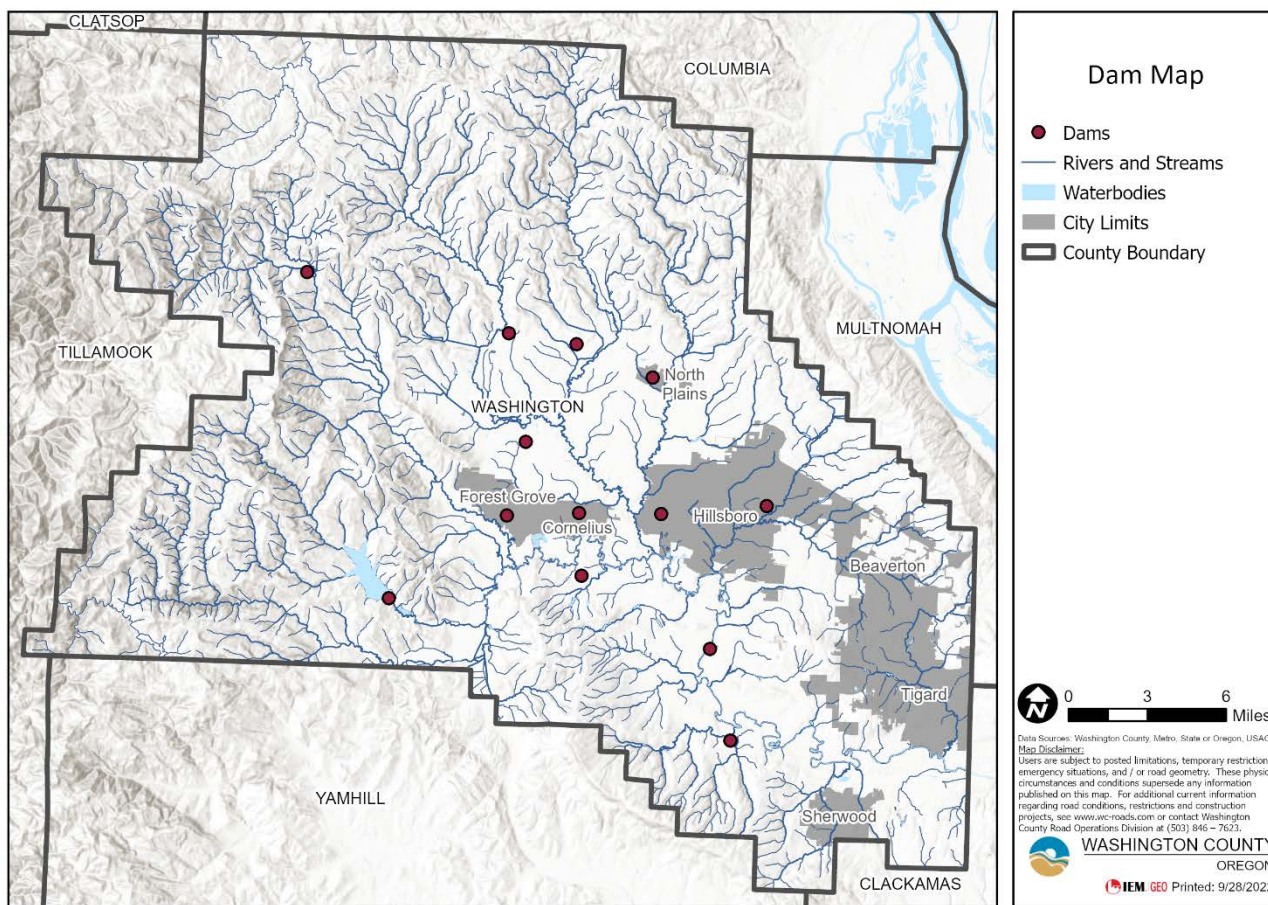 CLATSOP
COLUMBIA
TILLAMOOK
MULTNOMAH
North
Plains
WASHINGTON
Forest Grove
Cornelius
Hillsboro
Beaverton
Tigard
YAMHILL
Sherwood
CLACKAMAS
Dam Map
Dams
Rivers and Streams
Waterbodies
City Limits
County Boundary
N
0 3 6
Miles
Data Sources: Washington County, Metro, State or Oregon, USAC
Map Disclaimer:
Users are subject to posted limitations, temporary restriction
emergency situations, and / or road geometry. These physic
circumstances and conditions supersede any information
published on this map. For additional current information
regarding road conditions, restrictions and construction
projects, see www.wc-roads.com or contact Washington
County Road Operations Division at (503) 846 – 7623.
WASHINGTON COUNTY
OREGON
IEM GEO Printed: 9/28/2022